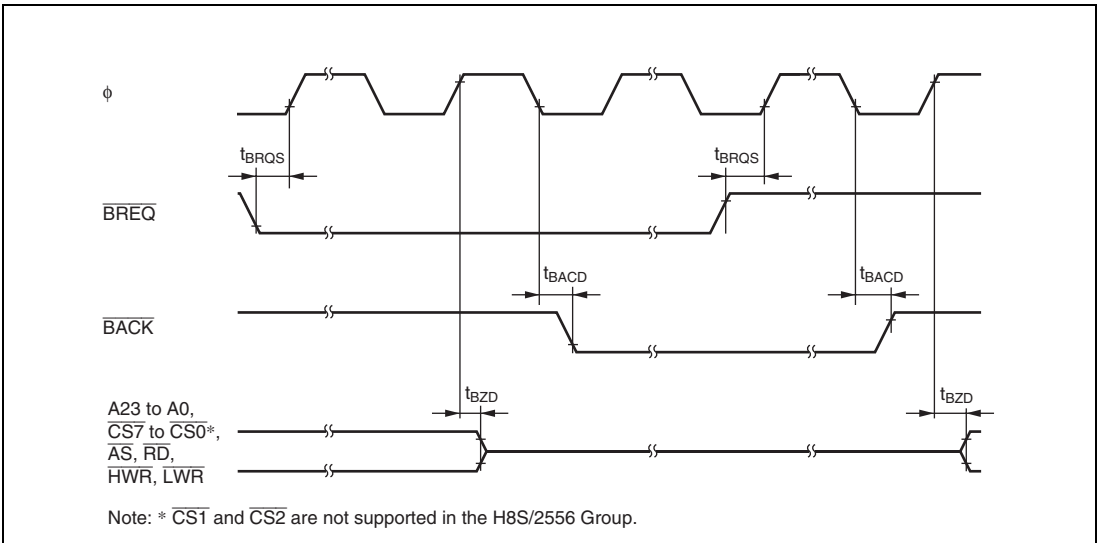 ϕ
tBRQS tBRQS
BREQ
tBACD tBACD
BACK
tBZD tBZD
A23 to A0,
CS7 to CS0*,
AS, RD,
HWR, LWR
Note: * CS1 and CS2 are not supported in the H8S/2556 Group.